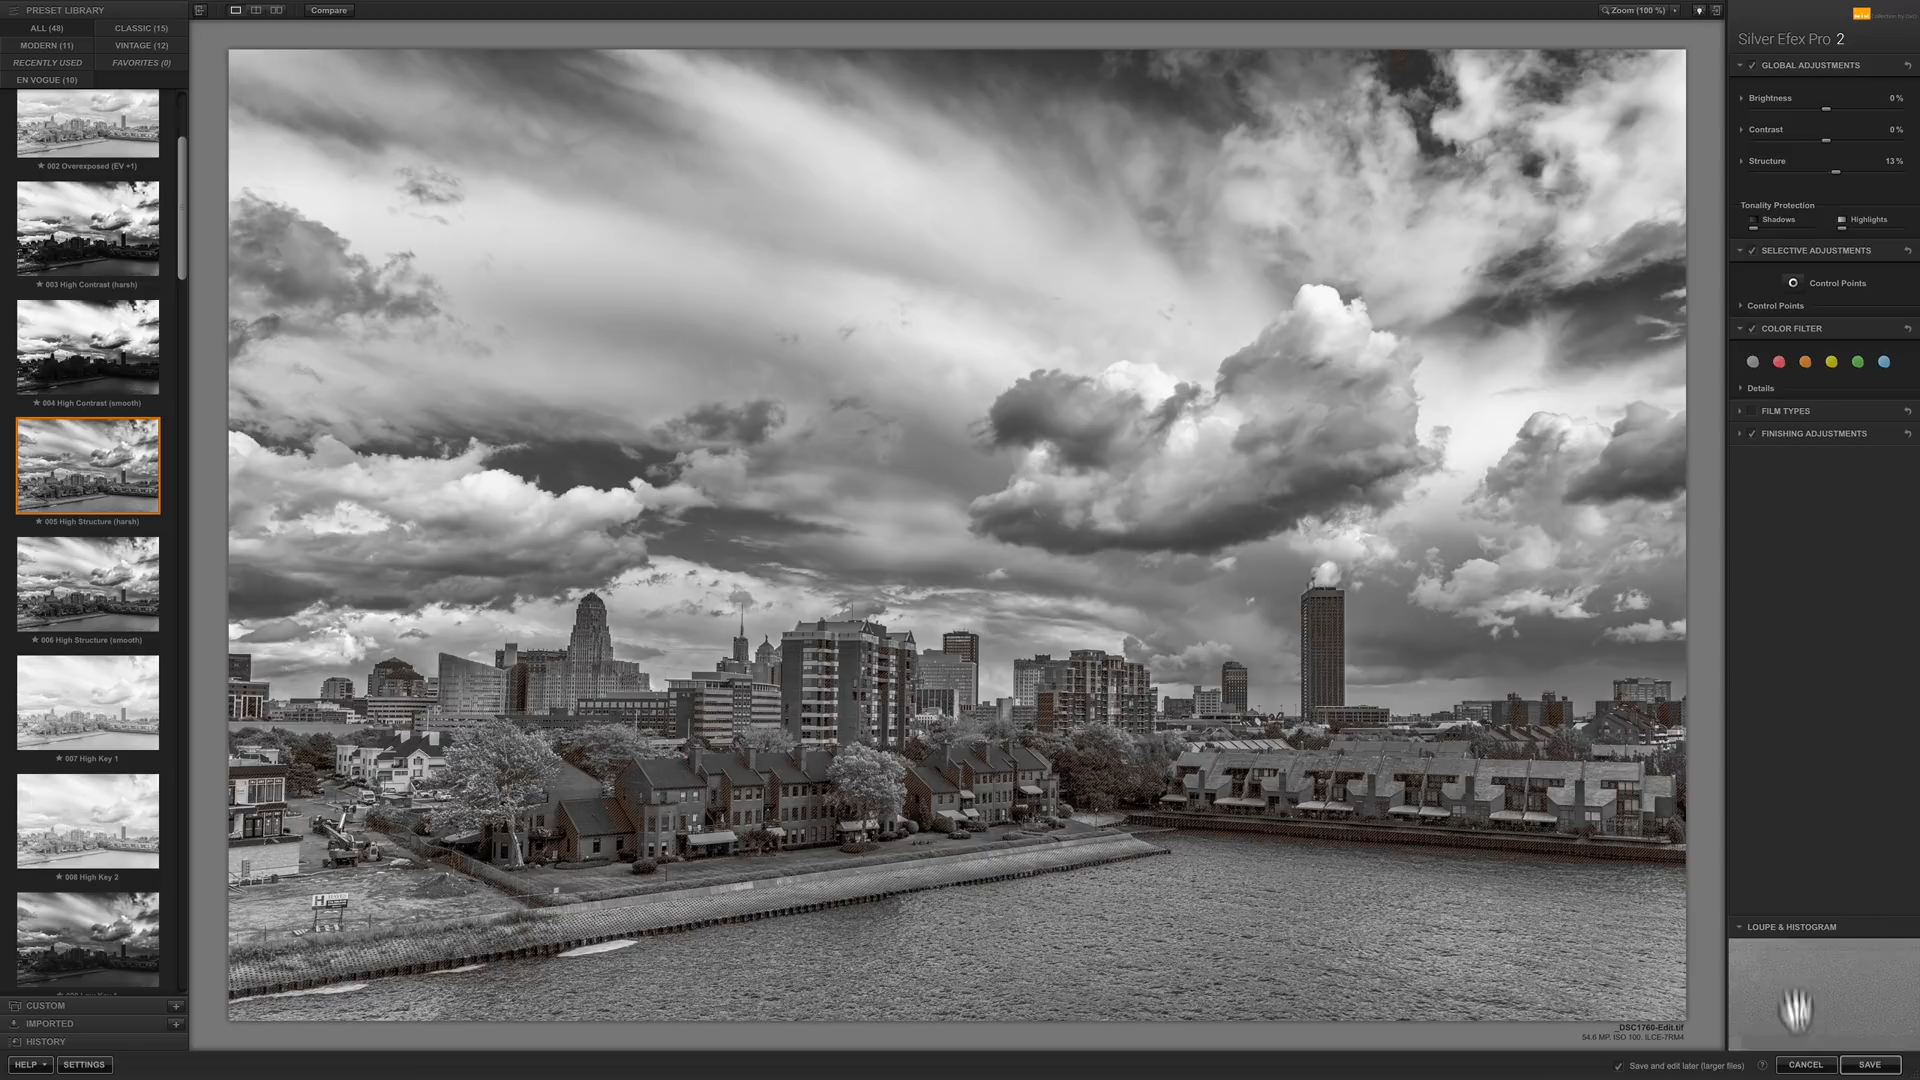 PRESET LIBRARY
ALL (48)
CLASSIC (15)
MODERN (11)
VINTAGE (12)
RECENTLY USED
FAVORITES (0)
EN VOGUE (10)
002 Overexposed (EV +1)
003 High Contrast (harsh)
004 High Contrast (smooth)
005 High Structure (harsh)
006 High Structure (smooth)
007 High Key 1
008 High Key 2
CUSTOM
IMPORTED
HISTORY
HELP
SETTINGS
Compare
Zoom (100 %)
_DSC1760-Edit.tif
54.6 MP, ISO 100, ILCE-7RM4
Collection by DxO
Silver Efex Pro 2
GLOBAL ADJUSTMENTS
Brightness 0 %
Contrast 0 %
Structure 13 %
Tonality Protection
Shadows Highlights
SELECTIVE ADJUSTMENTS
Control Points
Control Points
COLOR FILTER
Details
FILM TYPES
FINISHING ADJUSTMENTS
LOUPE & HISTOGRAM
Save and edit later (larger files)
CANCEL
SAVE